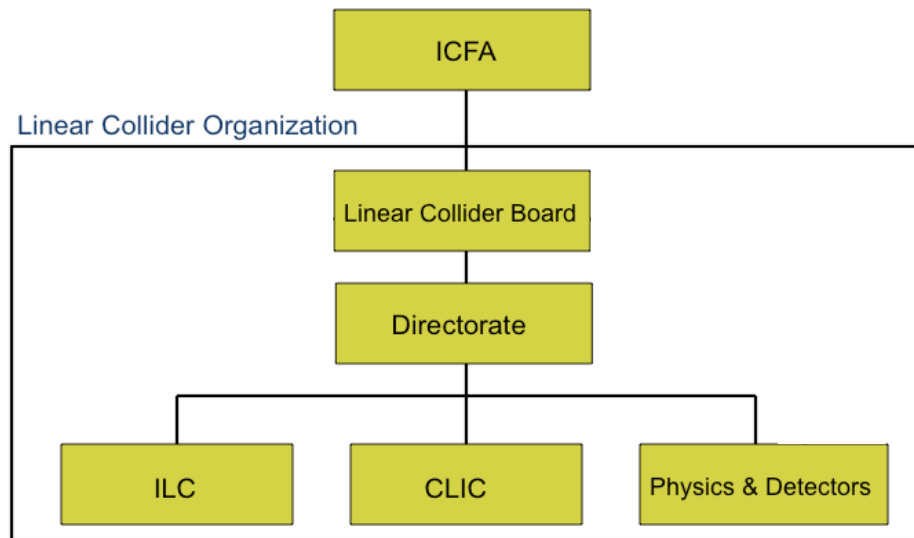 ICFA
Linear Collider Organization
Linear Collider Board
Directorate
ILC
CLIC
Physics & Detectors